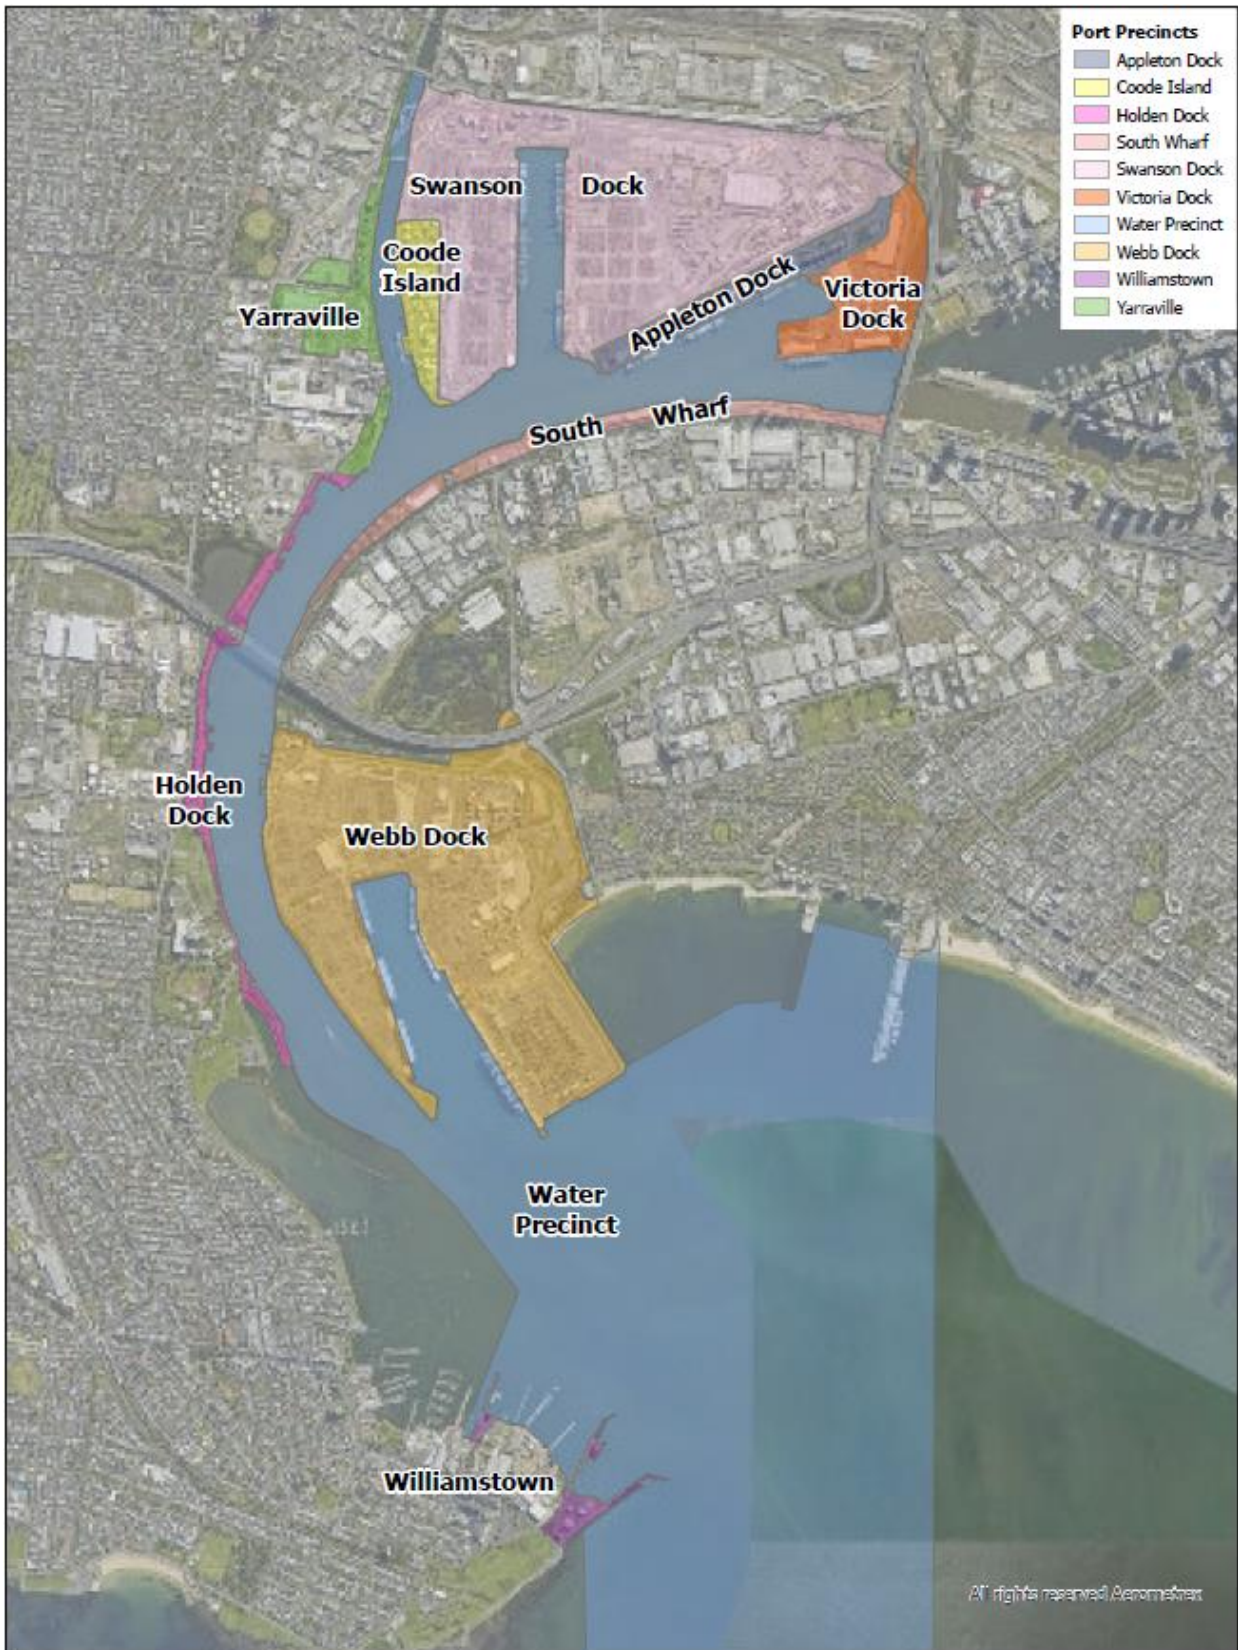 Port Precincts
Appleton Dock
Coode Island
Holden Dock
South Wharf
Swanson Dock
Victoria Dock
Water Precinct
Webb Dock
Williamstown
Yarraville
Swanson Dock
Coode
Island
Yarraville
Appleton Dock
Victoria
Dock
South Wharf
Holden
Dock
Webb Dock
Water
Precinct
Williamstown
All rights reserved Aerometrex